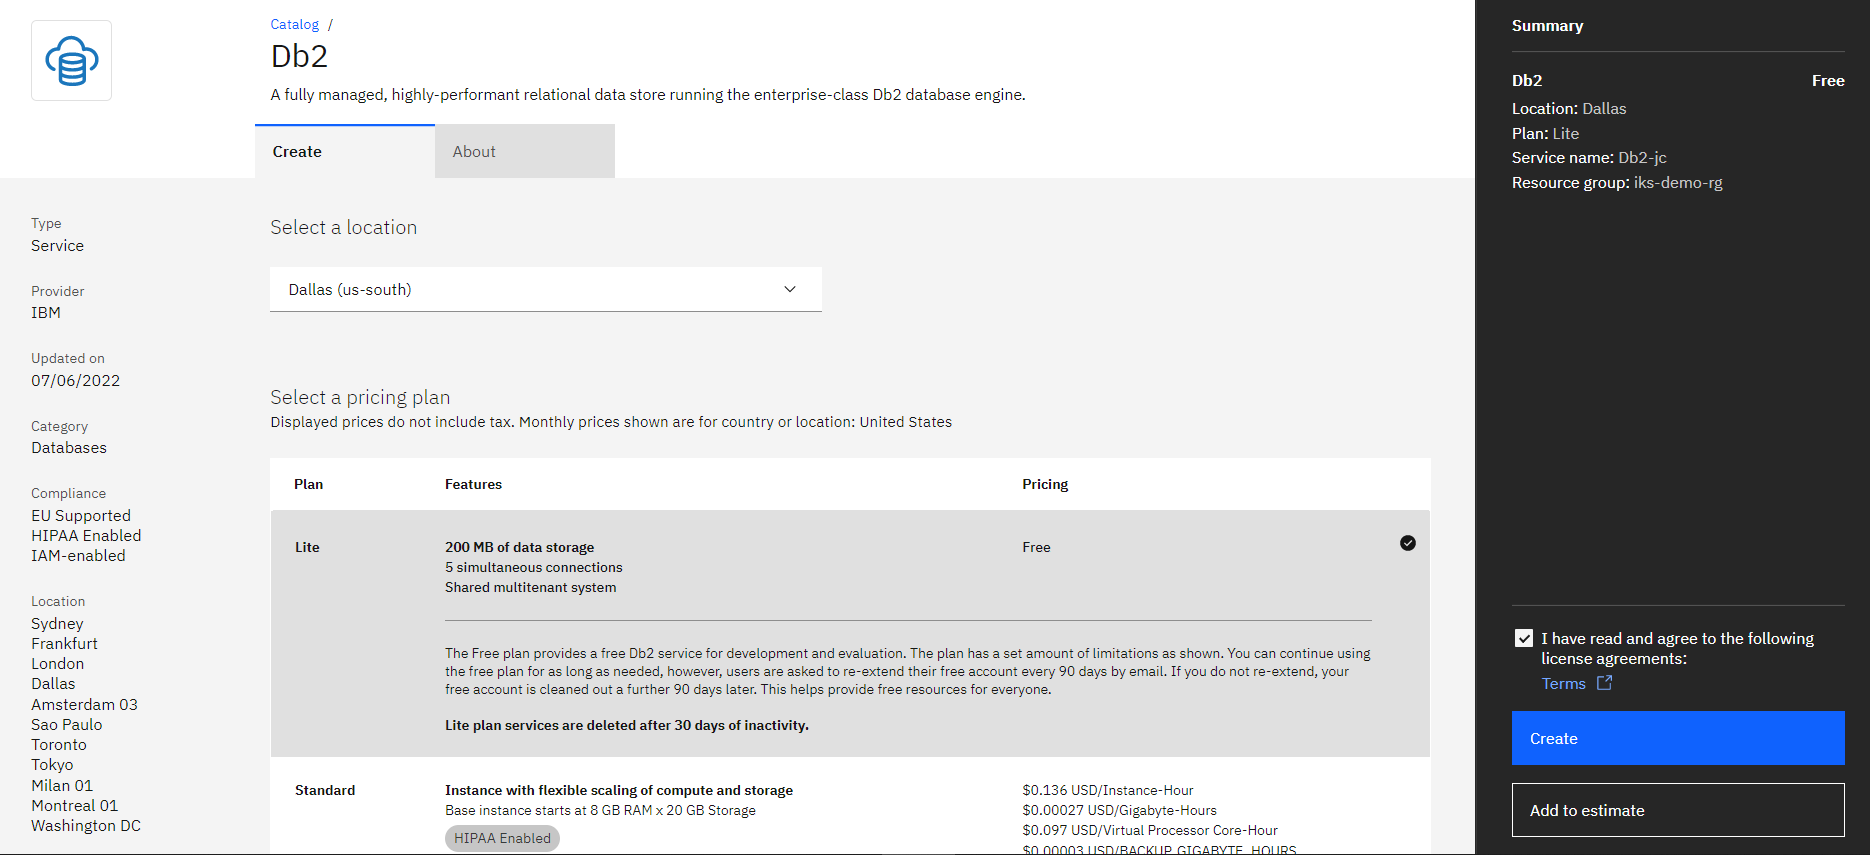 Catalog /
Db2
A fully managed, highly-performant relational data store running the enterprise-class Db2 database engine.
Create
About
Type
Service
Provider
IBM
Updated on
07/06/2022
Category
Databases
Compliance
EU Supported
HIPAA Enabled
IAM-enabled
Location
Sydney
Frankfurt
London
Dallas
Amsterdam 03
Sao Paulo
Toronto
Tokyo
Milan 01
Montreal 01
Washington DC
Select a location
Dallas (us-south)
Select a pricing plan
Displayed prices do not include tax. Monthly prices shown are for country or location: United States
Plan Features Pricing
Lite
200 MB of data storage
5 simultaneous connections
Shared multitenant system
Free
The Free plan provides a free Db2 service for development and evaluation. The plan has a set amount of limitations as shown. You can continue using
the free plan for as long as needed, however, users are asked to re-extend their free account every 90 days by email. If you do not re-extend, your
free account is cleaned out a further 90 days later. This helps provide free resources for everyone.
Lite plan services are deleted after 30 days of inactivity.
Standard
Instance with flexible scaling of compute and storage
Base instance starts at 8 GB RAM x 20 GB Storage
HIPAA Enabled
$0.136 USD/Instance-Hour
$0.00027 USD/Gigabyte-Hours
$0.097 USD/Virtual Processor Core-Hour
$0.00003 USD/BACKUP_GIGABYTE_HOURS
Summary
Db2 Free
Location: Dallas
Plan: Lite
Service name: Db2-jc
Resource group: iks-demo-rg
I have read and agree to the following
license agreements:
Terms
Create
Add to estimate